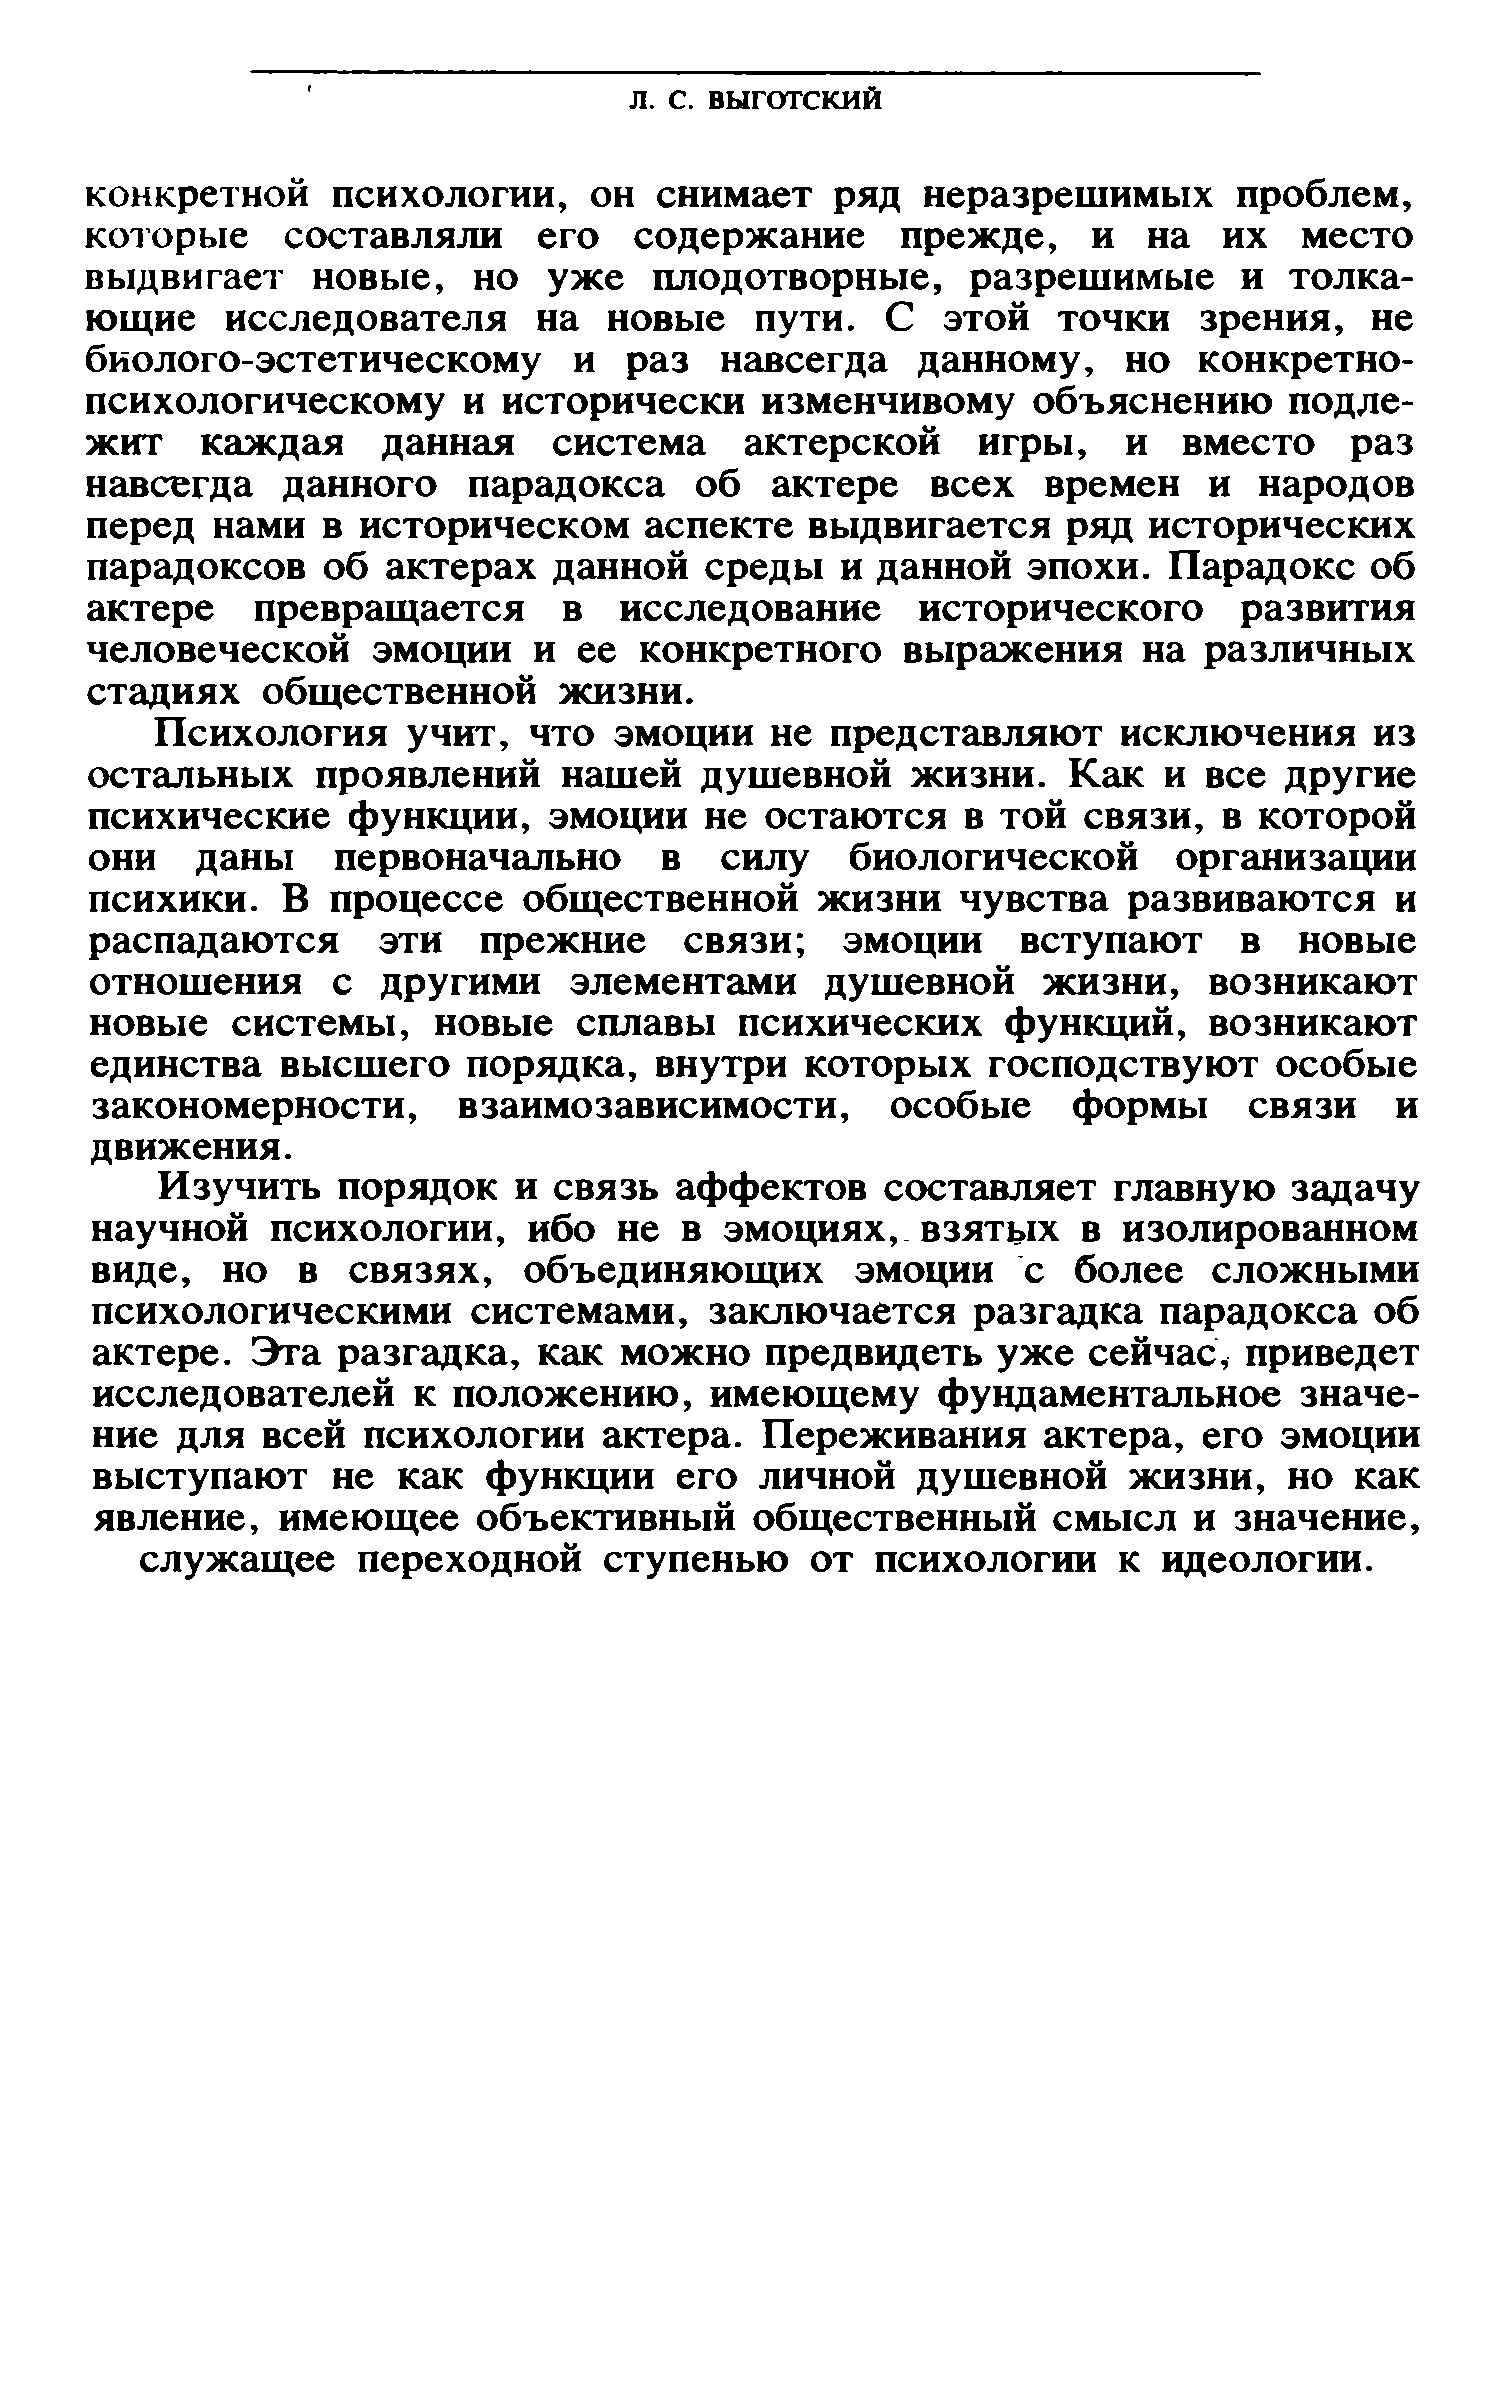 Л. С. ВЫГОТСКИЙ
конкретной психологии, он снимает ряд неразрешимых проблем,
которые составляли его содержание прежде, и на их место
выдвигает новые, но уже плодотворные, разрешимые и толка-
ющие исследователя на новые пути. С этой точки зрения, не
биолого-эстетическому и раз навсегда данному, но конкретно-
психологическому и исторически изменчивому объяснению подле-
жит каждая данная система актерской игры, и вместо раз
навсегда данного парадокса об актере всех времен и народов
перед нами в историческом аспекте выдвигается ряд исторических
парадоксов об актерах данной среды и данной эпохи. Парадокс об
актере превращается в исследование исторического развития
человеческой эмоции и ее конкретного выражения на различных
стадиях общественной жизни.
Психология учит, что эмоции не представляют исключения из
остальных проявлений нашей душевной жизни. Как и все другие
психические функции, эмоции не остаются в той связи, в которой
они даны первоначально в силу биологической организации
психики. В процессе общественной жизни чувства развиваются и
распадаются эти прежние связи; эмоции вступают в новые
отношения с другими элементами душевной жизни, возникают
новые системы, новые сплавы психических функций, возникают
единства высшего порядка, внутри которых господствуют особые
закономерности, взаимозависимости, особые формы связи и
движения.
Изучить порядок и связь аффектов составляет главную задачу
научной психологии, ибо не в эмоциях, взятых в изолированном
виде, но в связях, объединяющих эмоции с более сложными
психологическими системами, заключается разгадка парадокса об
актере. Эта разгадка, как можно предвидеть уже сейчас, приведет
исследователей к положению, имеющему фундаментальное значе-
ние для всей психологии актера. Переживания актера, его эмоции
выступают не как функции его личной душевной жизни, но как
явление, имеющее объективный общественный смысл и значение,
служащее переходной ступенью от психологии к идеологии.